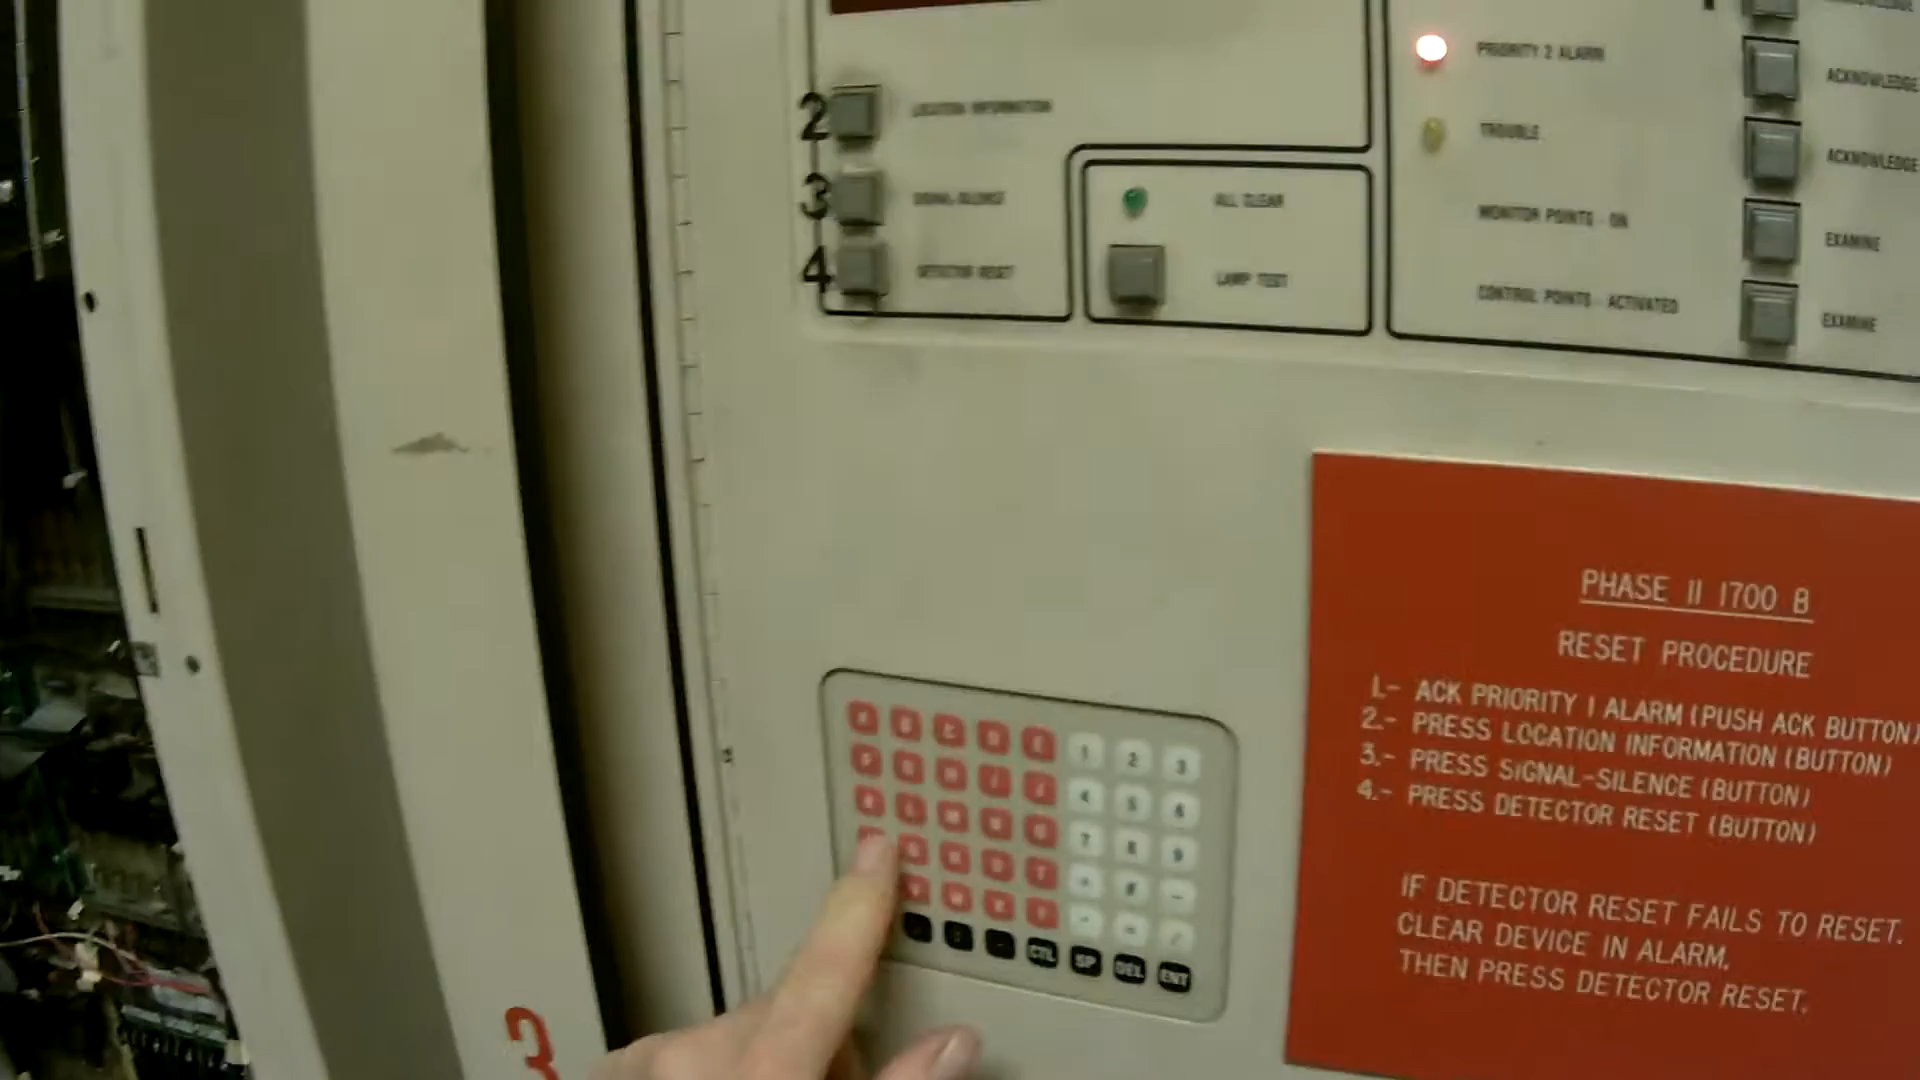 ACKNOWLEDGE
PRIORITY 2 ALARM
ACKNOWLEDGE
2 LOCATION INFORMATION
TROUBLE
ACKNOWLEDGE
3 SIGNAL-SILENCE
ALL CLEAR
MONITOR POINTS - ON
EXAMINE
4 DETECTOR RESET
LAMP TEST
CONTROL POINTS - ACTIVATED
EXAMINE
PHASE II 1700 B
RESET PROCEDURE
1.- ACK PRIORITY 1 ALARM (PUSH ACK BUTTON)
2.- PRESS LOCATION INFORMATION (BUTTON)
3.- PRESS SIGNAL-SILENCE (BUTTON)
4.- PRESS DETECTOR RESET (BUTTON)
IF DETECTOR RESET FAILS TO RESET.
CLEAR DEVICE IN ALARM.
THEN PRESS DETECTOR RESET.
1 2 3
4 5 6
7 8 9
CTL SP DEL ENT
3